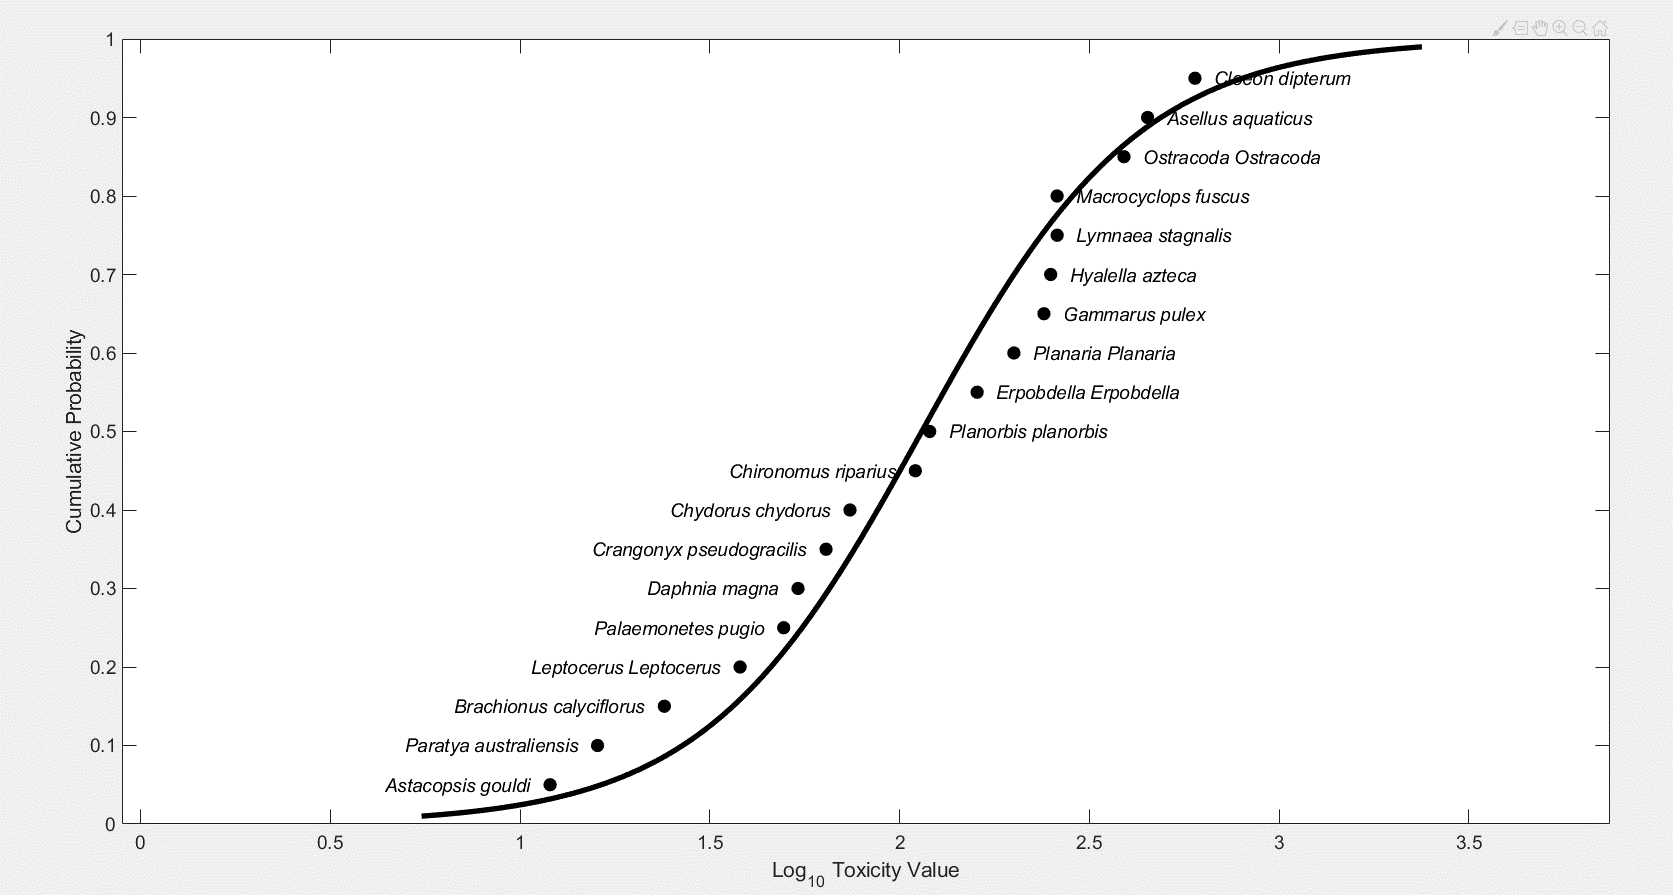 1
Cloeon dipterum
0.9
Asellus aquaticus
Ostracoda Ostracoda
0.8
Macrocyclops fuscus
Lymnaea stagnalis
0.7
Hyalella azteca
Gammarus pulex
0.6
Planaria Planaria
Erpobdella Erpobdella
0.5
Planorbis planorbis
Chironomus riparius
0.4
Chydorus chydorus
Crangonyx pseudogracilis
0.3
Daphnia magna
Palaemonetes pugio
0.2
Leptocerus Leptocerus
Brachionus calyciflorus
0.1
Paratya australiensis
Astacopsis gouldi
0
Cumulative Probability
0 0.5 1 1.5 2 2.5 3 3.5
Log10 Toxicity Value